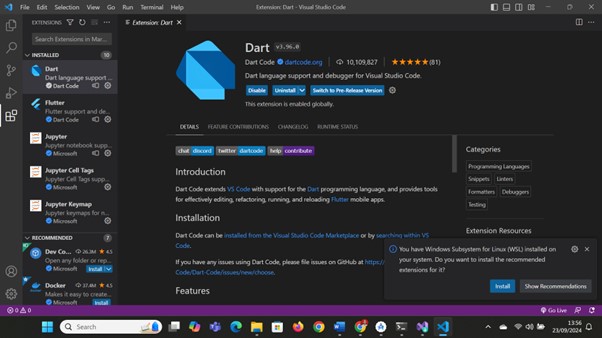 File Edit Selection View Go Run Terminal Help
Extension: Dart - Visual Studio Code
EXTENSIONS
Search Extensions in Mar...
INSTALLED 10
Dart
Dart language support ...
Dart Code
Flutter
Flutter support and de...
Dart Code
Jupyter
Jupyter notebook supp...
Microsoft
Jupyter Cell Tags
Jupyter Cell Tags supp...
Microsoft
Jupyter Keymap
Jupyter keymaps for n...
Microsoft
RECOMMENDED 7
Dev Co... 26.3M 4.5
Open any folder or rep...
Microsoft Install
Docker 37.4M 4.5
Makes it easy to create...
Microsoft Install
Extension: Dart
Dart v3.96.0
Dart Code dartcode.org 10,109,827 (81)
Dart language support and debugger for Visual Studio Code.
Disable Uninstall Switch to Pre-Release Version
This extension is enabled globally.
DETAILS FEATURE CONTRIBUTIONS CHANGELOG RUNTIME STATUS
chat discord twitter dartcode help contribute
Introduction
Dart Code extends VS Code with support for the Dart programming language, and provides
tools for effectively editing, refactoring, running, and reloading Flutter mobile apps.
Installation
Dart Code can be installed from the Visual Studio Code Marketplace or by searching within VS
Code.
If you have any issues using Dart Code, please file issues on GitHub at https://
Code/Dart-Code/issues/new/choose.
Features
Categories
Programming Languages
Snippets Linters
Formatters Debuggers
Testing
Extension Resources
You have Windows Subsystem for Linux (WSL) installed on
your system. Do you want to install the recommended
extensions for it?
Install Show Recommendations
0 0
Go Live
Search
13:56
23/09/2024